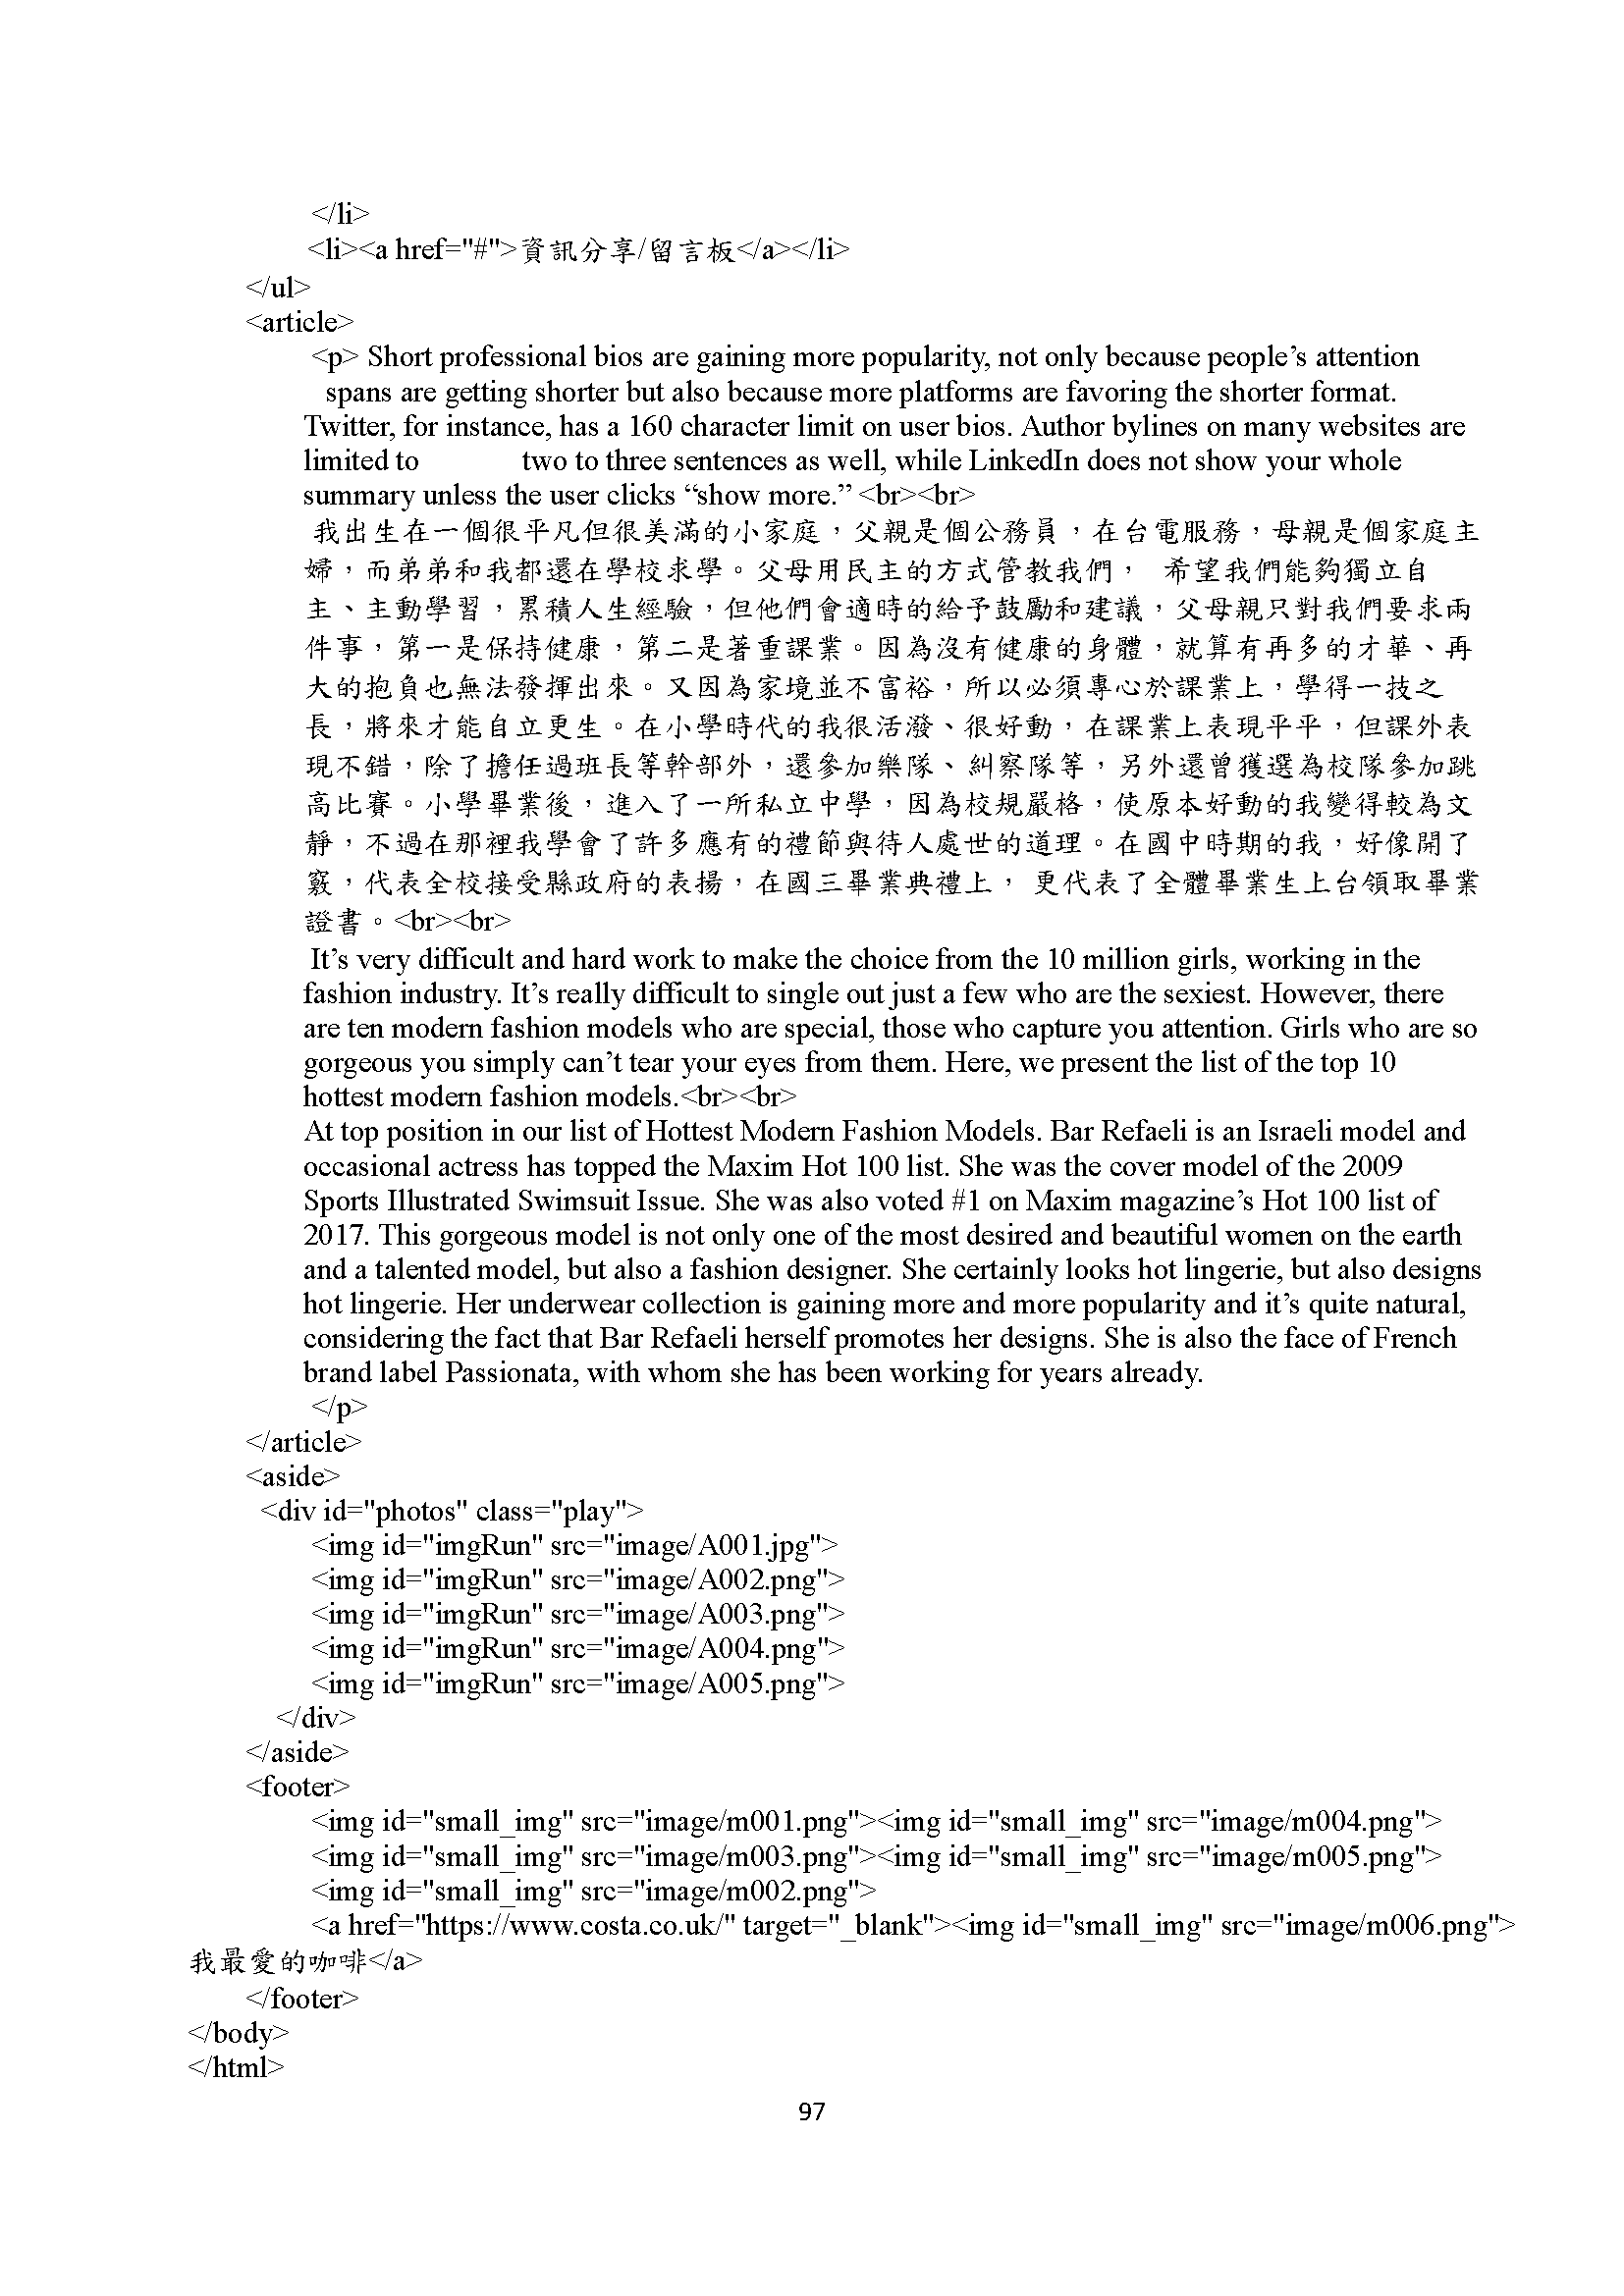 </li>
<li><a href="#">資訊分享/留言板</a></li>
</ul>
<article>
<p> Short professional bios are gaining more popularity, not only because people’s attention
spans are getting shorter but also because more platforms are favoring the shorter format.
Twitter, for instance, has a 160 character limit on user bios. Author bylines on many websites are
limited to two to three sentences as well, while LinkedIn does not show your whole
summary unless the user clicks “show more.” <br><br>
我出生在一個很平凡但很美滿的小家庭，父親是個公務員，在台電服務，母親是個家庭主
婦，而弟弟和我都還在學校求學。父母用民主的方式管教我們， 希望我們能夠獨立自
主、主動學習，累積人生經驗，但他們會適時的給予鼓勵和建議，父母親只對我們要求兩
件事，第一是保持健康，第二是著重課業。因為沒有健康的身體，就算有再多的才華、再
大的抱負也無法發揮出來。又因為家境並不富裕，所以必須專心於課業上，學得一技之
長，將來才能自立更生。在小學時代的我很活潑、很好動，在課業上表現平平，但課外表
現不錯，除了擔任過班長等幹部外，還參加樂隊、糾察隊等，另外還曾獲選為校隊參加跳
高比賽。小學畢業後，進入了一所私立中學，因為校規嚴格，使原本好動的我變得較為文
靜，不過在那裡我學會了許多應有的禮節與待人處世的道理。在國中時期的我，好像開了
竅，代表全校接受縣政府的表揚，在國三畢業典禮上， 更代表了全體畢業生上台領取畢業
證書。<br><br>
It’s very difficult and hard work to make the choice from the 10 million girls, working in the
fashion industry. It’s really difficult to single out just a few who are the sexiest. However, there
are ten modern fashion models who are special, those who capture you attention. Girls who are so
gorgeous you simply can’t tear your eyes from them. Here, we present the list of the top 10
hottest modern fashion models.<br><br>
At top position in our list of Hottest Modern Fashion Models. Bar Refaeli is an Israeli model and
occasional actress has topped the Maxim Hot 100 list. She was the cover model of the 2009
Sports Illustrated Swimsuit Issue. She was also voted #1 on Maxim magazine’s Hot 100 list of
2017. This gorgeous model is not only one of the most desired and beautiful women on the earth
and a talented model, but also a fashion designer. She certainly looks hot lingerie, but also designs
hot lingerie. Her underwear collection is gaining more and more popularity and it’s quite natural,
considering the fact that Bar Refaeli herself promotes her designs. She is also the face of French
brand label Passionata, with whom she has been working for years already.
</p>
</article>
<aside>
<div id="photos" class="play">
<img id="imgRun" src="image/A001.jpg">
<img id="imgRun" src="image/A002.png">
<img id="imgRun" src="image/A003.png">
<img id="imgRun" src="image/A004.png">
<img id="imgRun" src="image/A005.png">
</div>
</aside>
<footer>
<img id="small_img" src="image/m001.png"><img id="small_img" src="image/m004.png">
<img id="small_img" src="image/m003.png"><img id="small_img" src="image/m005.png">
<img id="small_img" src="image/m002.png">
<a href="https://www.costa.co.uk/" target="_blank"><img id="small_img" src="image/m006.png">
我最愛的咖啡</a>
</footer>
</body>
</html>
97